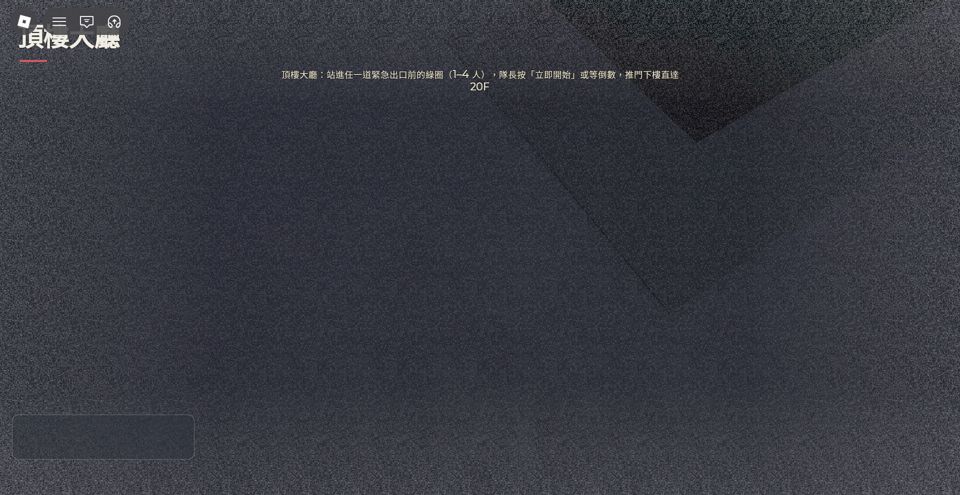 頂樓大廳
頂樓大廳：站進任一道緊急出口前的綠圈（1–4 人），隊長按「立即開始」或等倒數，推門下樓直達
20F